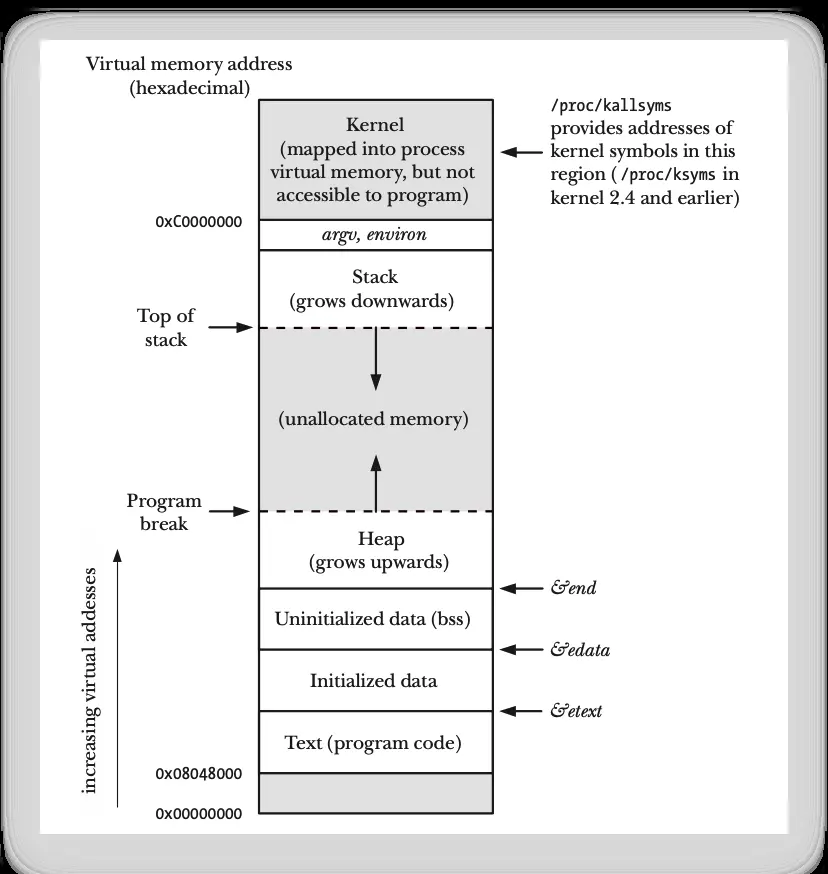 Virtual memory address
(hexadecimal)
/proc/kallsyms
provides addresses of
kernel symbols in this
region ( /proc/ksyms in
kernel 2.4 and earlier)
Kernel
(mapped into process
virtual memory, but not
accessible to program)
0xC0000000
argv, environ
Stack
(grows downwards)
Top of
stack
(unallocated memory)
Program
break
Heap
(grows upwards)
&end
Uninitialized data (bss)
&edata
Initialized data
&etext
Text (program code)
0x08048000
0x00000000
increasing virtual addesses